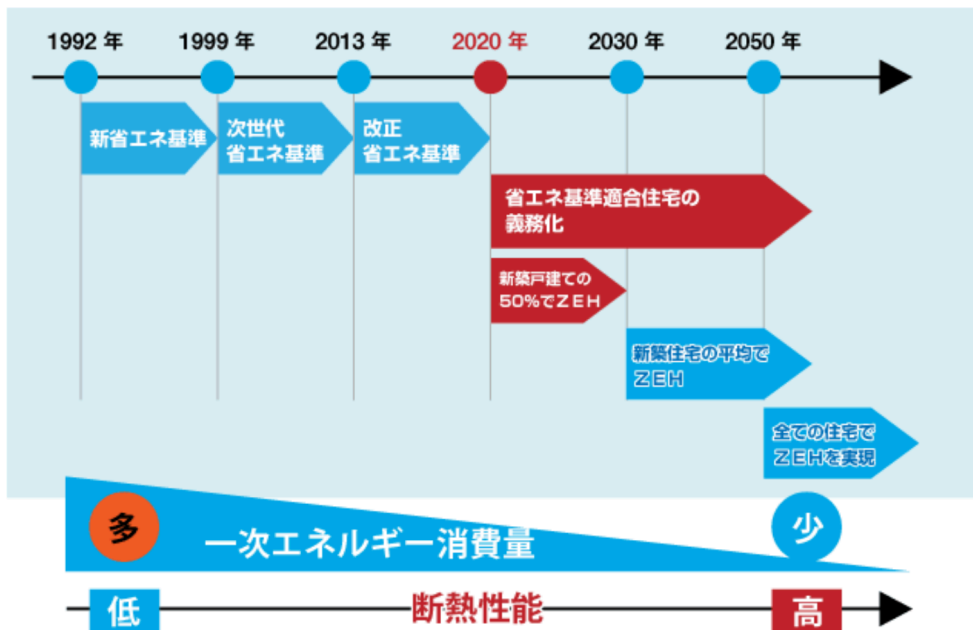 1992 年
1999 年
2013 年
2020 年
2030 年
2050 年
新省エネ基準
次世代
省エネ基準
改正
省エネ基準
省エネ基準適合住宅の
義務化
新築戸建ての
50%でＺＥＨ
新築住宅の平均で
ＺＥＨ
全ての住宅で
ＺＥＨを実現
多
一次エネルギー消費量
少
低
断熱性能
高